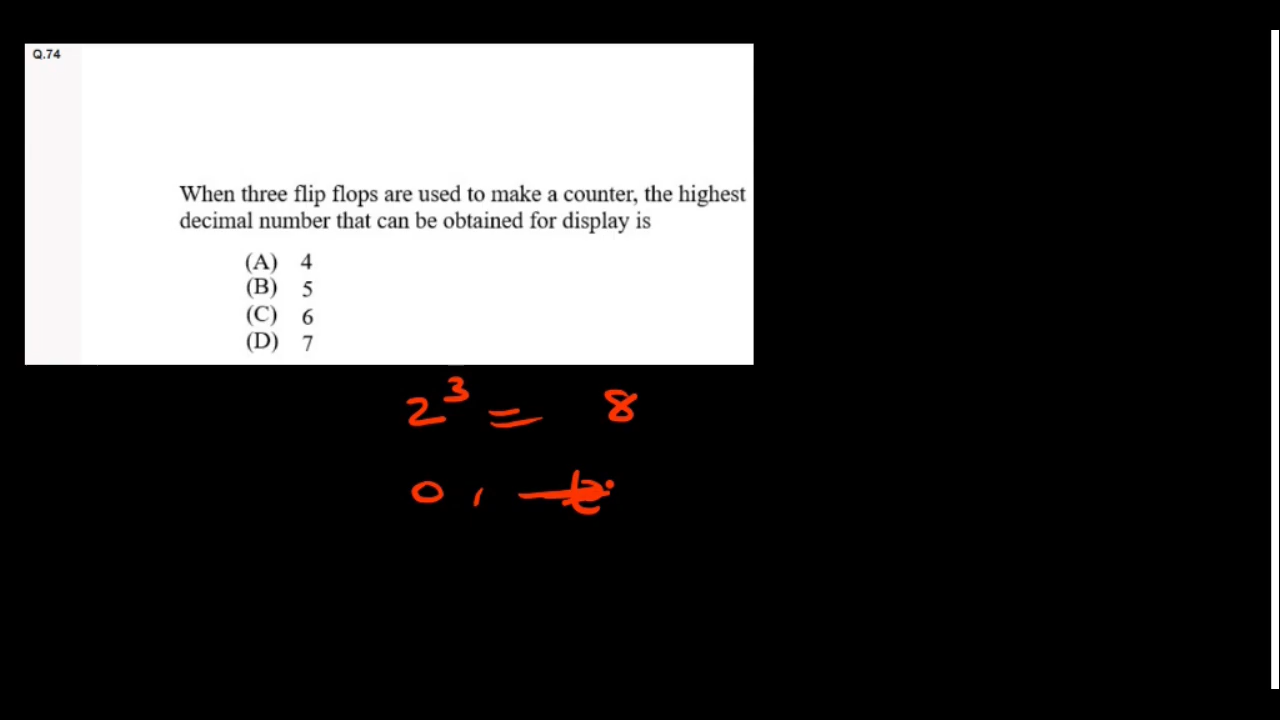 Q.74
When three flip flops are used to make a counter, the highest
decimal number that can be obtained for display is
(A) 4
(B) 5
(C) 6
(D) 7
2³ = 8
0,